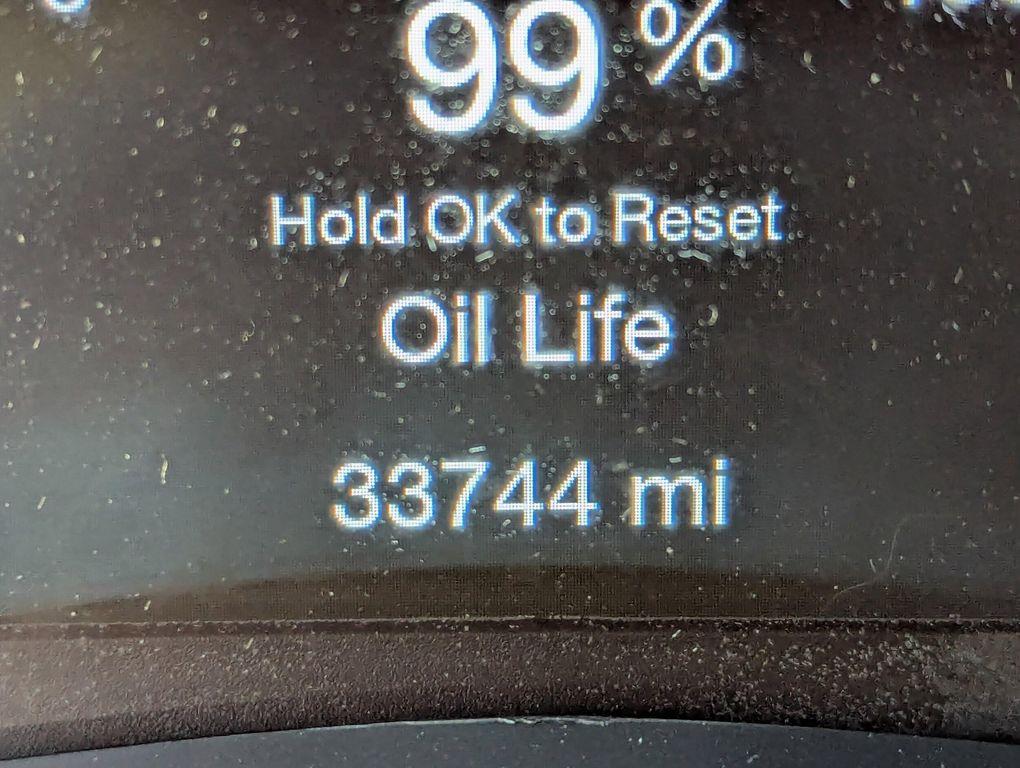 99%
Hold OK to Reset
Oil Life
33744 mi